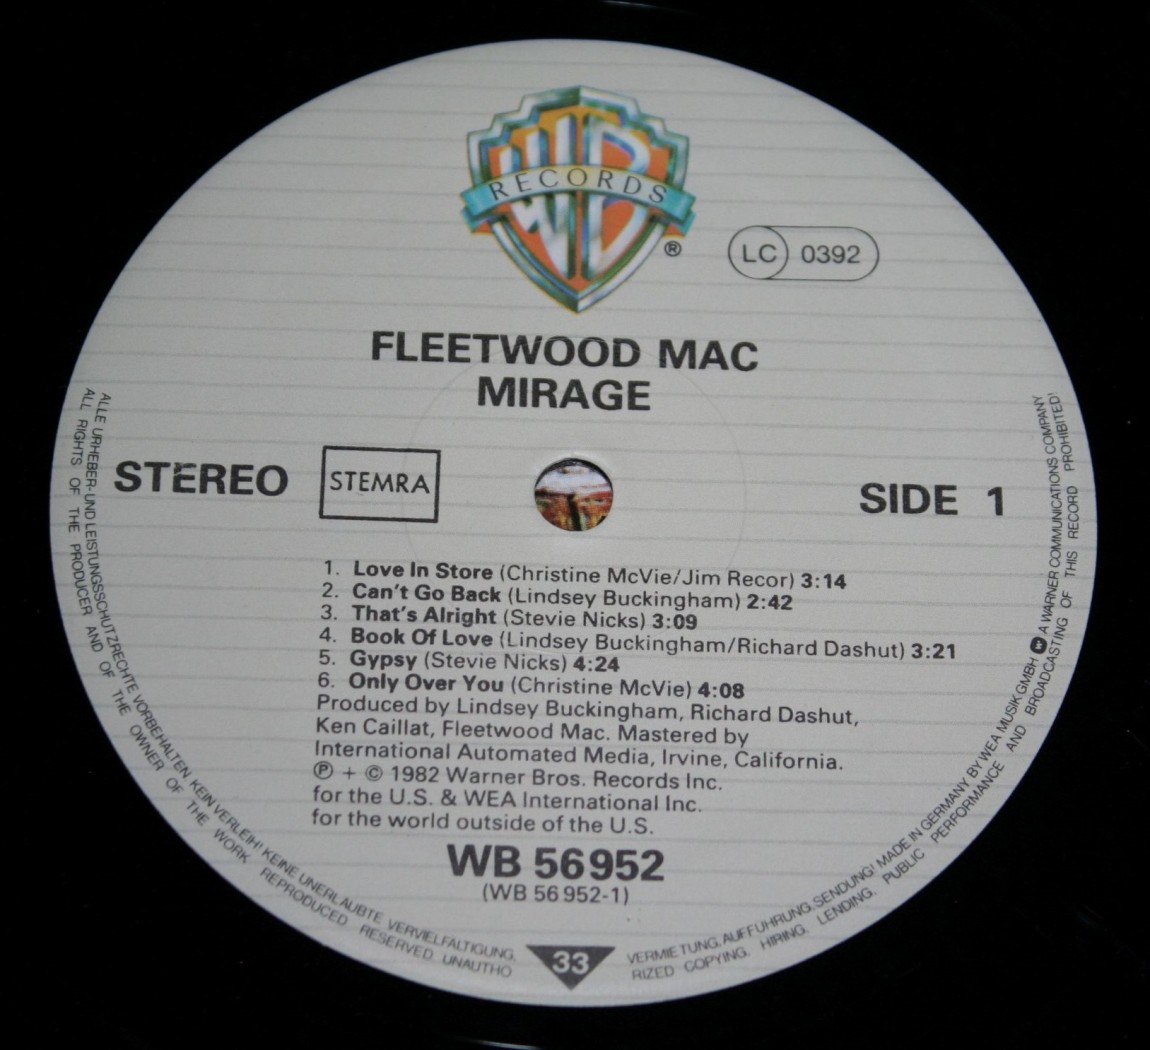 WB
RECORDS
®
LC 0392
FLEETWOOD MAC
MIRAGE
STEREO
STEMRA
SIDE 1
1. Love In Store (Christine McVie/Jim Recor) 3:14
2. Can't Go Back (Lindsey Buckingham) 2:42
3. That's Alright (Stevie Nicks) 3:09
4. Book Of Love (Lindsey Buckingham/Richard Dashut) 3:21
5. Gypsy (Stevie Nicks) 4:24
6. Only Over You (Christine McVie) 4:08
Produced by Lindsey Buckingham, Richard Dashut,
Ken Caillat, Fleetwood Mac. Mastered by
International Automated Media, Irvine, California.
℗ + © 1982 Warner Bros. Records Inc.
for the U.S. & WEA International Inc.
for the world outside of the U.S.
WB 56 952
(WB 56 952-1)
33
ALLE URHEBER- UND LEISTUNGSSCHUTZRECHTE VORBEHALTEN KEIN VERLEIH! KEINE UNERLAUBTE VERVIELFÄLTIGUNG, VERMIETUNG, AUFFÜHRUNG, SENDUNG! MADE IN GERMANY BY WEA MUSIK GMBH A WARNER COMMUNICATIONS COMPANY
ALL RIGHTS OF THE PRODUCER AND OF THE OWNER OF THE WORK REPRODUCED RESERVED UNAUTHORIZED COPYING, HIRING, LENDING, PUBLIC PERFORMANCE AND BROADCASTING OF THIS RECORD PROHIBITED!